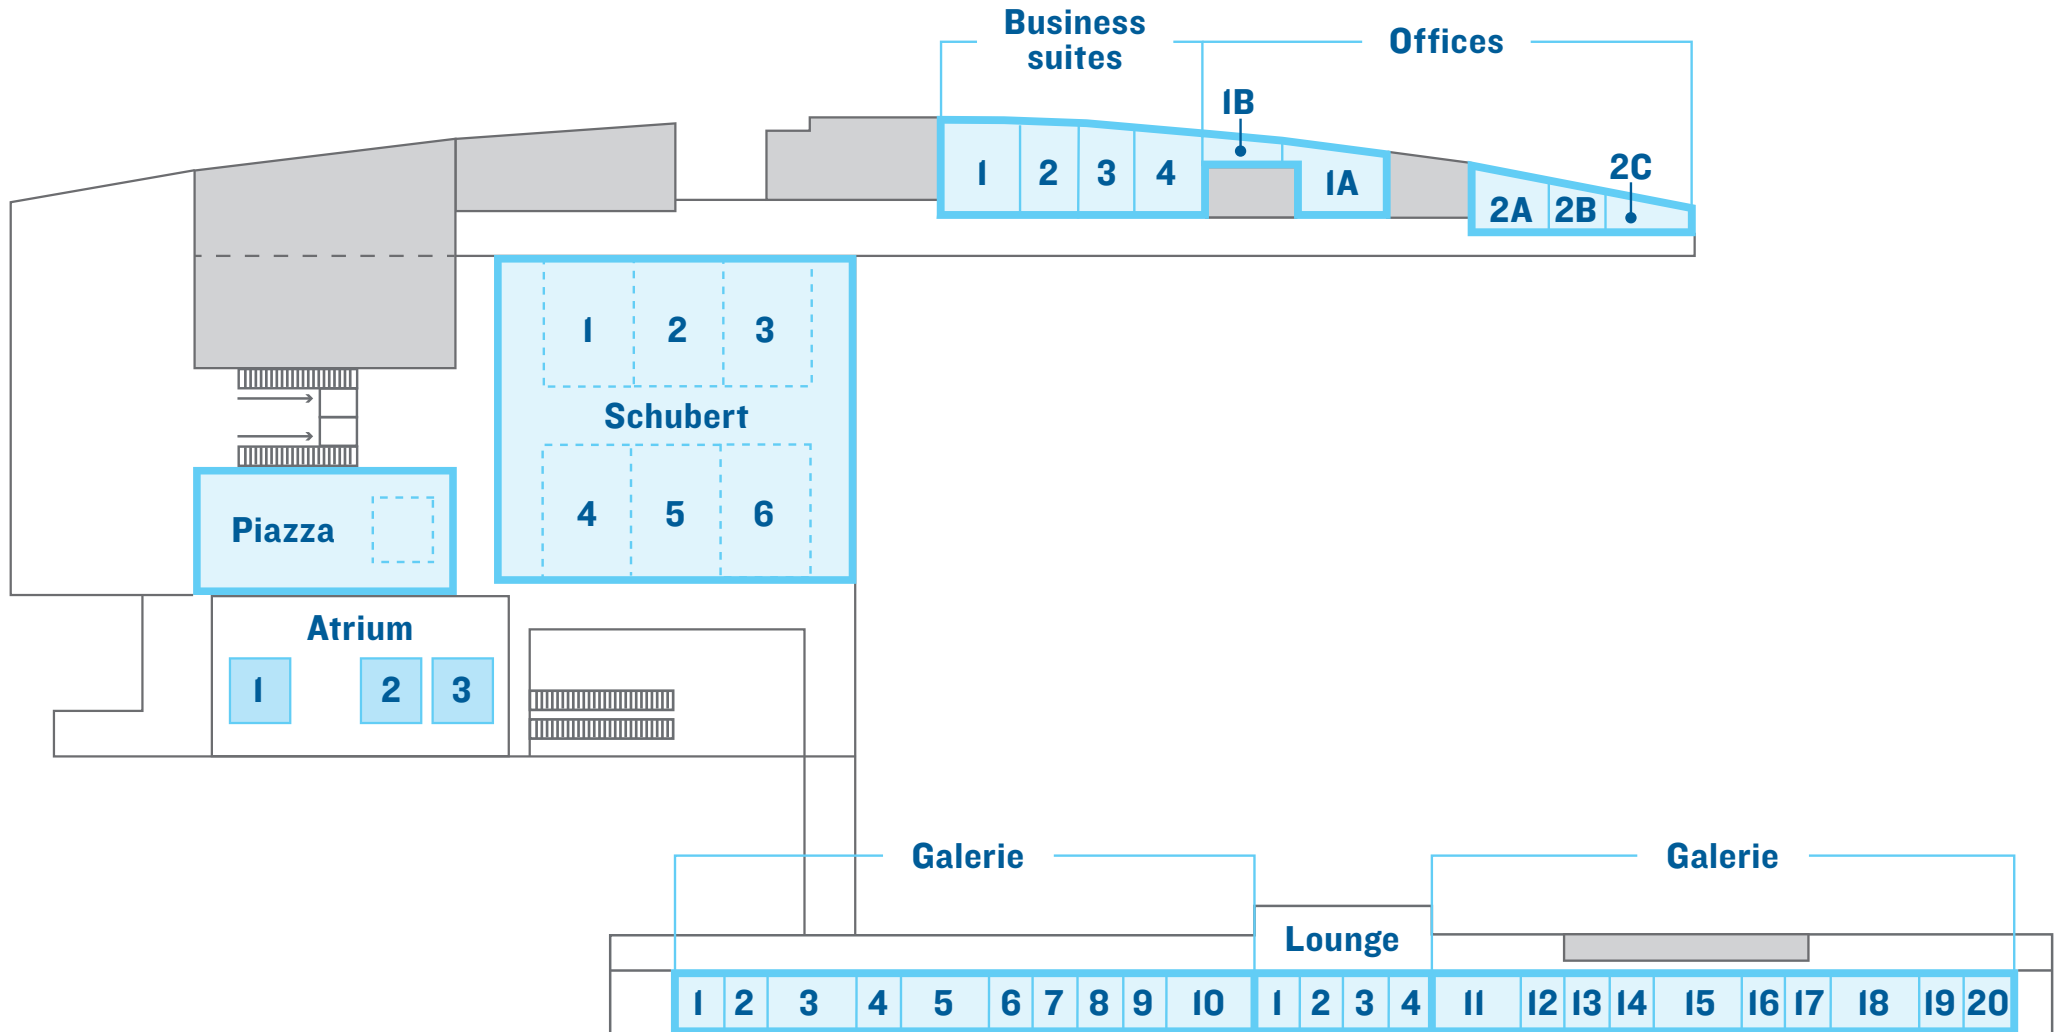 Business
suites
Offices
1B
1
2
3
4
1A
2A
2B
2C
1
2
3
Schubert
4
5
6
Piazza
Atrium
1
2
3
Galerie
Galerie
Lounge
1 2 3 4 5 6 7 8 9 10 1 2 3 4 11 12 13 14 15 16 17 18 19 20